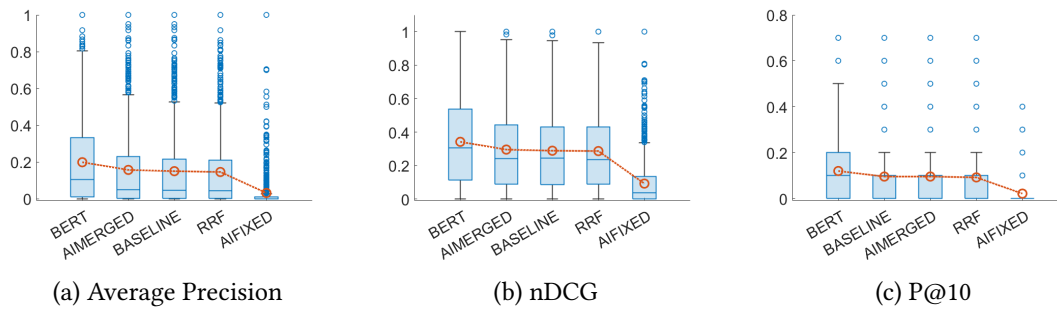 1
0.8
0.6
0.4
0.2
0
BERT
AIMERGED
BASELINE
RRF
AIFIXED
(a) Average Precision
1
0.8
0.6
0.4
0.2
0
BERT
AIMERGED
BASELINE
RRF
AIFIXED
(b) nDCG
0.8
0.6
0.4
0.2
0
BERT
BASELINE
AIMERGED
RRF
AIFIXED
(c) P@10